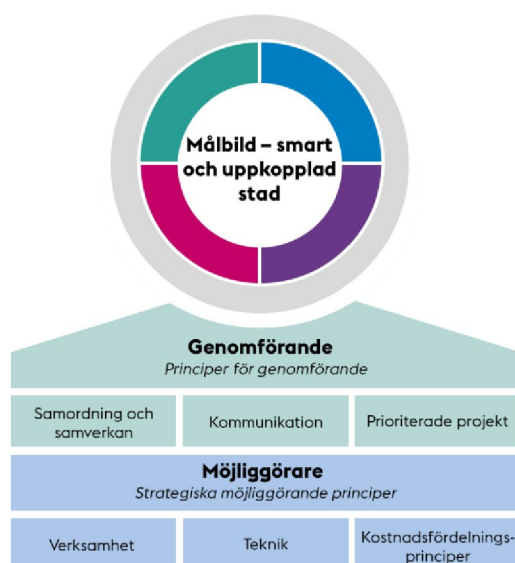 Målbild – smart
och uppkopplad
stad
Genomförande
Principer för genomförande
Samordning och
samverkan
Kommunikation
Prioriterade projekt
Möjliggörare
Strategiska möjliggörande principer
Verksamhet
Teknik
Kostnadsfördelnings-
principer